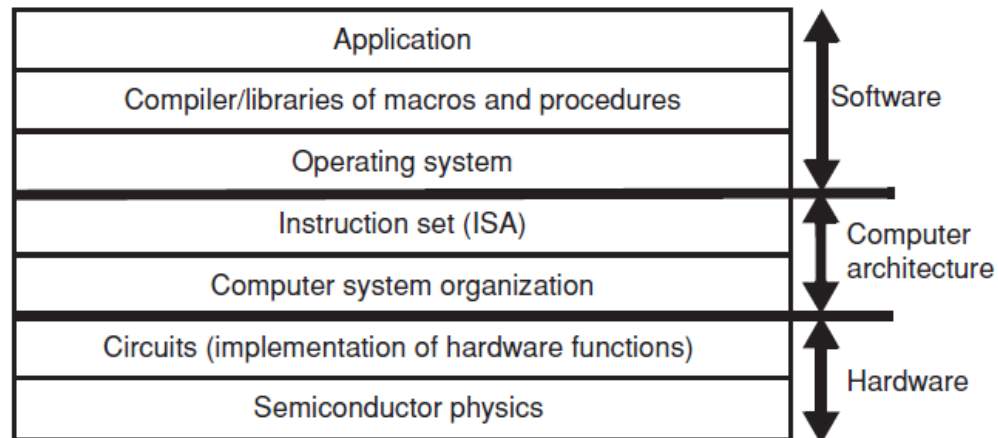 Application
Compiler/libraries of macros and procedures
Software
Operating system
Instruction set (ISA)
Computer
architecture
Computer system organization
Circuits (implementation of hardware functions)
Hardware
Semiconductor physics